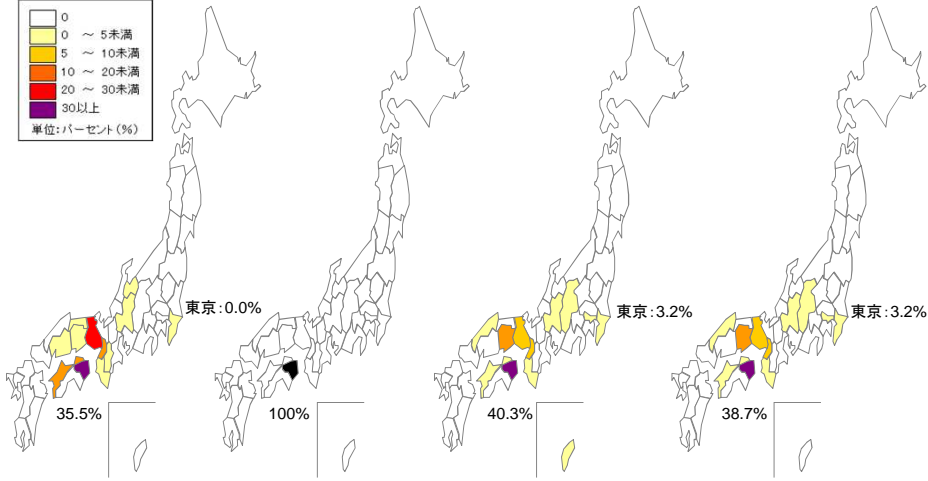 0
0 ～ 5未満
5 ～ 10未満
10 ～ 20未満
20 ～ 30未満
30以上
単位：パーセント（％）
東京：0.0%
東京：3.2%
東京：3.2%
35.5%
100%
40.3%
38.7%